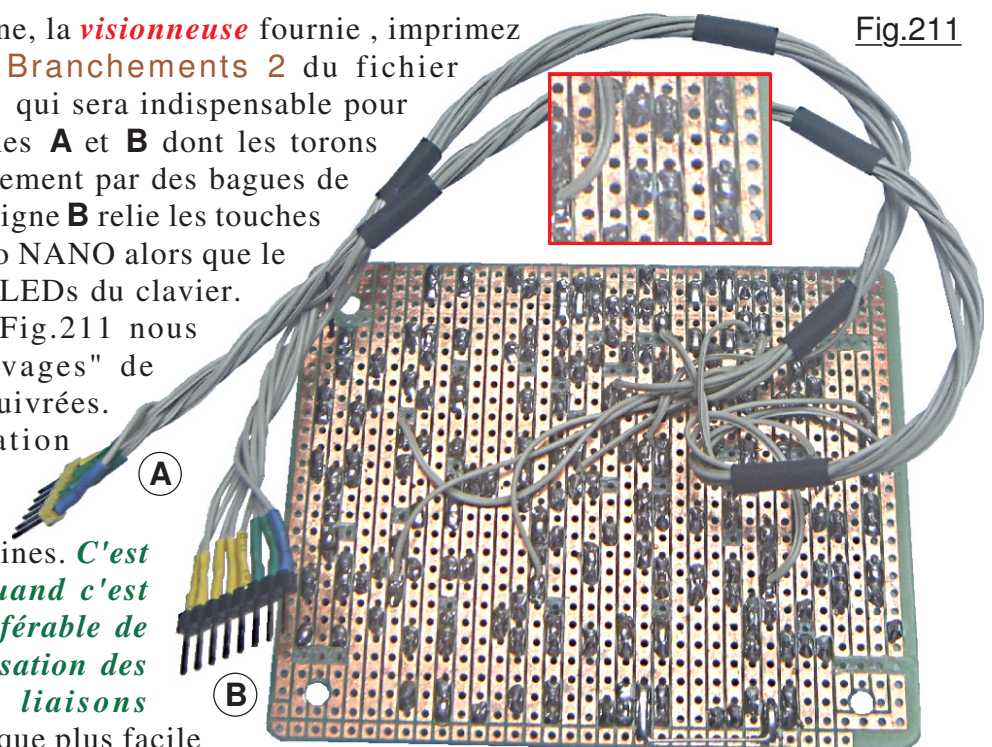 ne, la visionneuse fournie , imprimez
Fig.211
Branchements 2 du fichier
qui sera indispensable pour
es A et B dont les torons
ement par des bagues de
igne B relie les touches
o NANO alors que le
LEDs du clavier.
Fig.211 nous
vages" de
uivrées.
ation
A
ines. C'est
uand c'est
férable de
sation des
liaisons
B
que plus facile